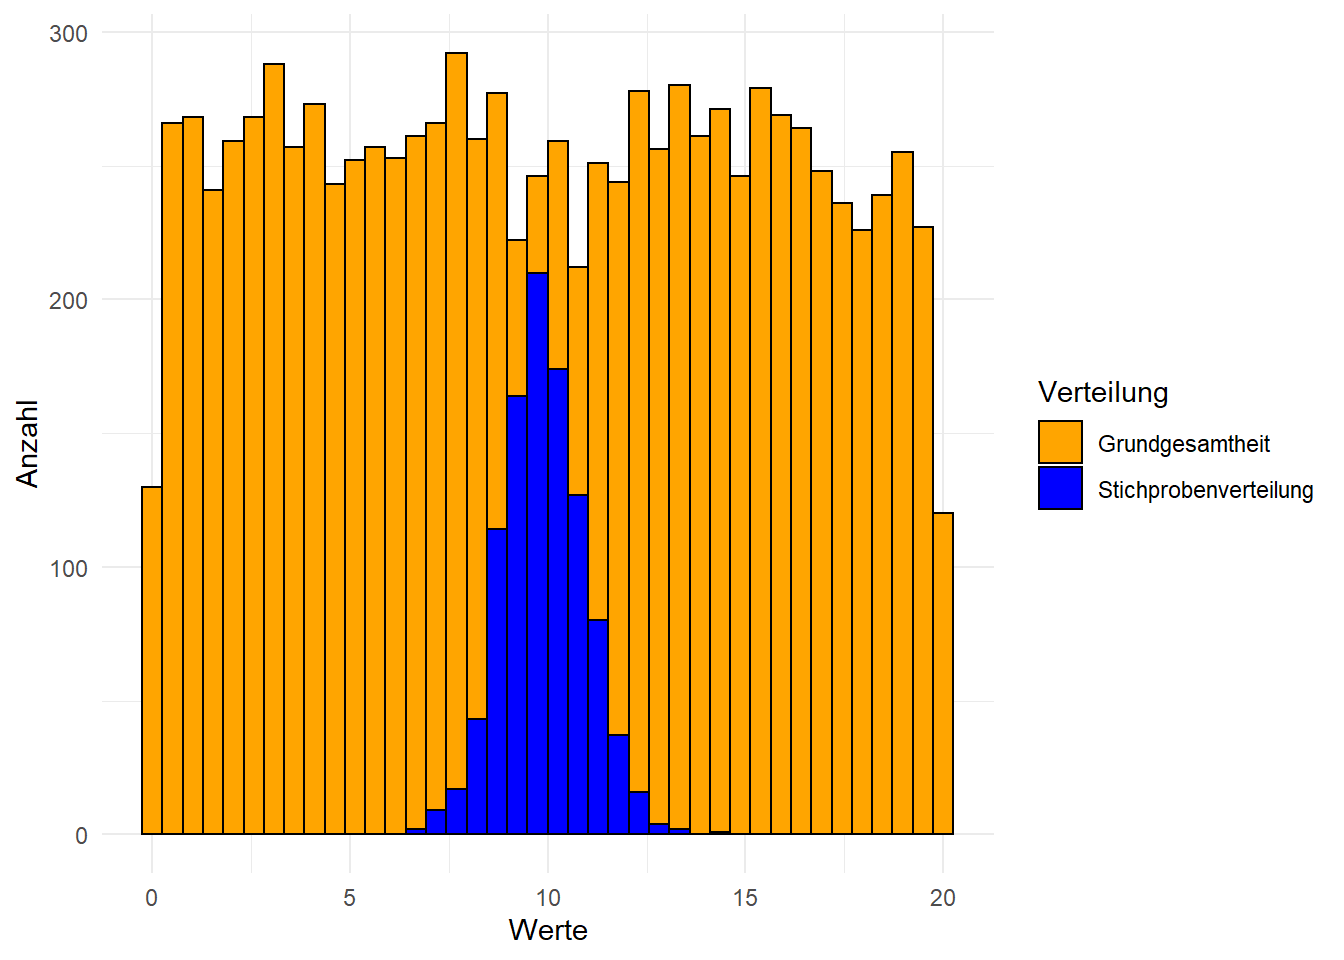 300
200
100
0
Anzahl
0 5 10 15 20
Werte
Verteilung
Grundgesamtheit
Stichprobenverteilung